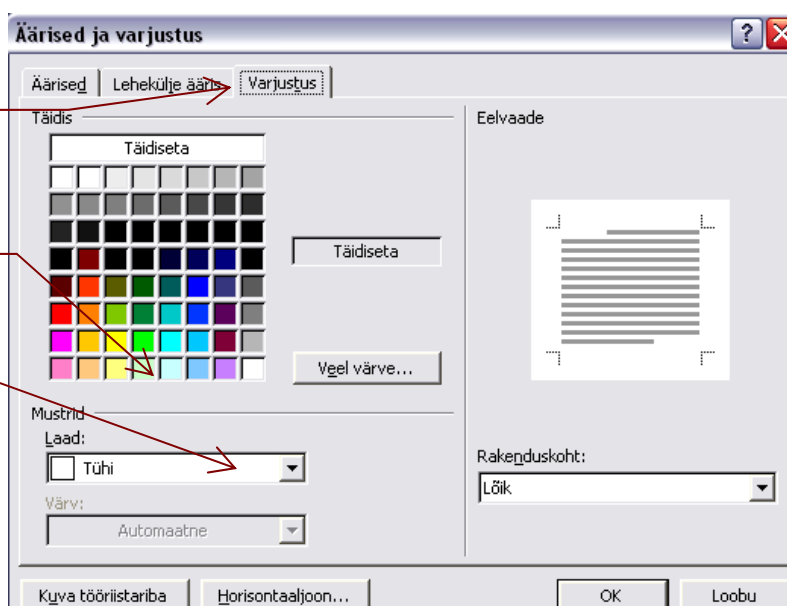 Äärised ja varjustus
Äärised
Lehekülje ääris
Varjustus
Täidis
Täidiseta
Täidiseta
Veel värve...
Mustrid
Laad:
Tühi
Värv:
Automaatne
Eelvaade
Rakenduskoht:
Lõik
Kuva tööriistariba
Horisontaaljoon...
OK
Loobu